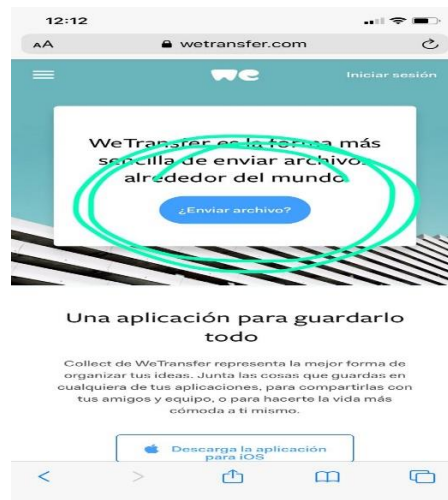 12:12
AA wetransfer.com
we Iniciar sesión
WeTransfer es la forma más
sencilla de enviar archivos
alrededor del mundo.
¿Enviar archivo?
Una aplicación para guardarlo
todo
Collect de WeTransfer representa la mejor forma de
organizar tus ideas. Junta las cosas que guardas en
cualquiera de tus aplicaciones, para compartirlas con
tus amigos y equipo, o para hacerte la vida más
cómoda a ti mismo.
Descarga la aplicación
para iOS